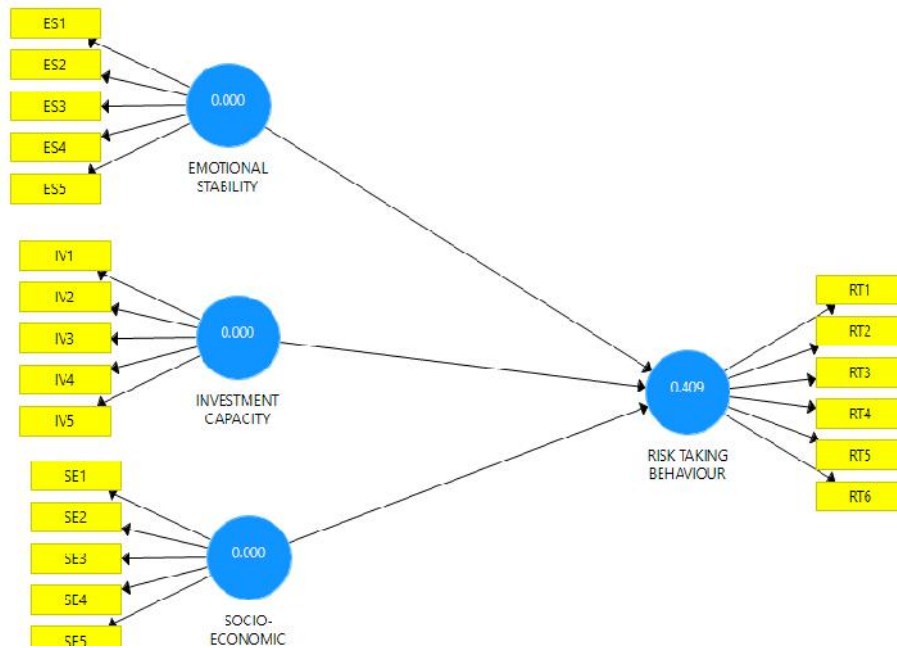 ES1
ES2
ES3
ES4
ES5
0.000
EMOTIONAL
STABILITY
IV1
IV2
IV3
IV4
IV5
0.000
INVESTMENT
CAPACITY
SE1
SE2
SE3
SE4
SE5
0.000
SOCIO-
ECONOMIC
0.409
RISK TAKING
BEHAVIOUR
RT1
RT2
RT3
RT4
RT5
RT6